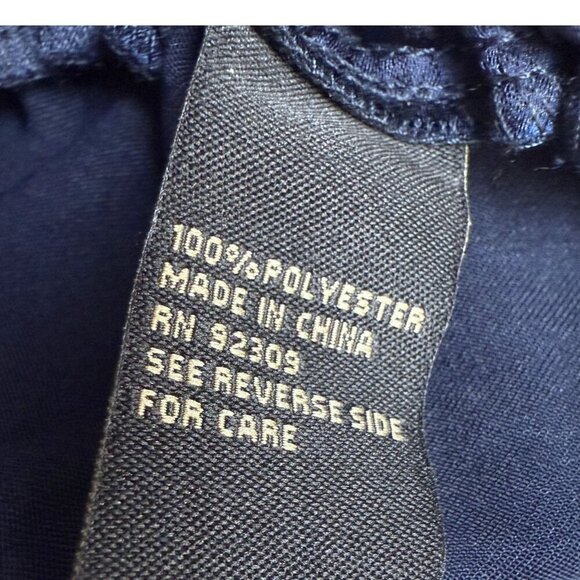 100% POLYESTER
MADE IN CHINA
RN 92309
SEE REVERSE SIDE
FOR CARE